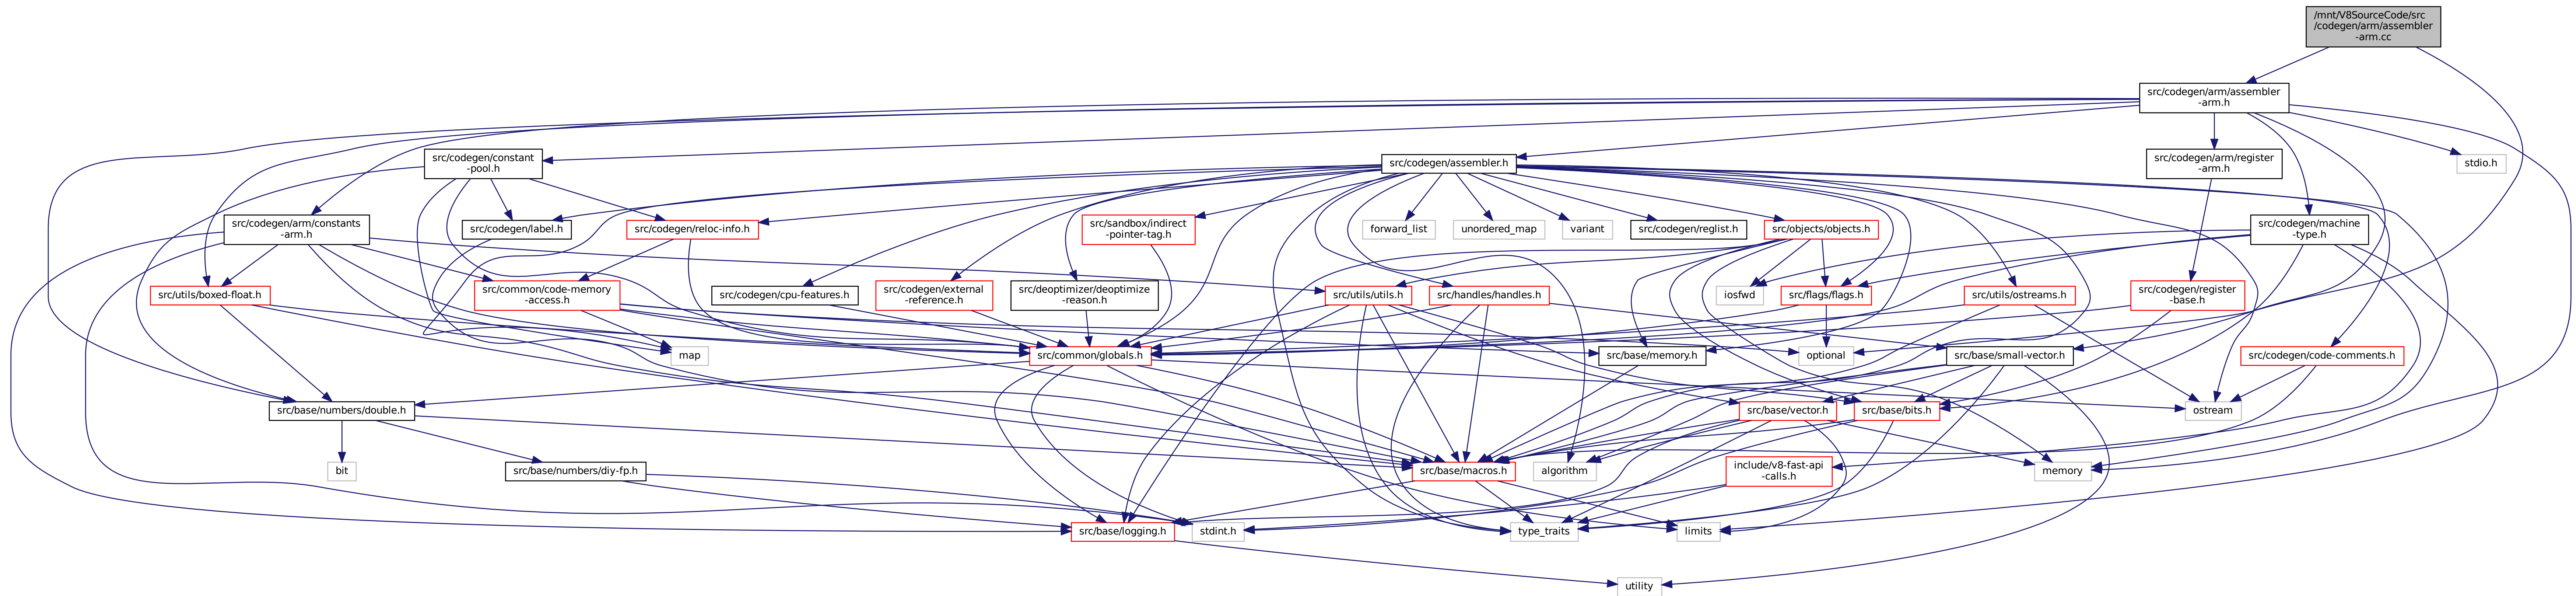 /mnt/V8SourceCode/src
/codegen/arm/assembler
-arm.cc
src/codegen/arm/assembler
-arm.h
src/codegen/constant
-pool.h
src/codegen/assembler.h
src/codegen/arm/register
-arm.h
stdio.h
src/codegen/arm/constants
-arm.h
src/codegen/label.h
src/codegen/reloc-info.h
src/sandbox/indirect
-pointer-tag.h
forward_list
unordered_map
variant
src/codegen/reglist.h
src/objects/objects.h
src/codegen/machine
-type.h
src/utils/boxed-float.h
src/common/code-memory
-access.h
src/codegen/cpu-features.h
src/codegen/external
-reference.h
src/deoptimizer/deoptimize
-reason.h
src/utils/utils.h
src/handles/handles.h
iosfwd
src/flags/flags.h
src/utils/ostreams.h
src/codegen/register
-base.h
map
src/common/globals.h
src/base/memory.h
optional
src/base/small-vector.h
src/codegen/code-comments.h
src/base/numbers/double.h
src/base/vector.h
src/base/bits.h
ostream
bit
src/base/numbers/diy-fp.h
src/base/macros.h
algorithm
include/v8-fast-api
-calls.h
memory
src/base/logging.h
stdint.h
type_traits
limits
utility